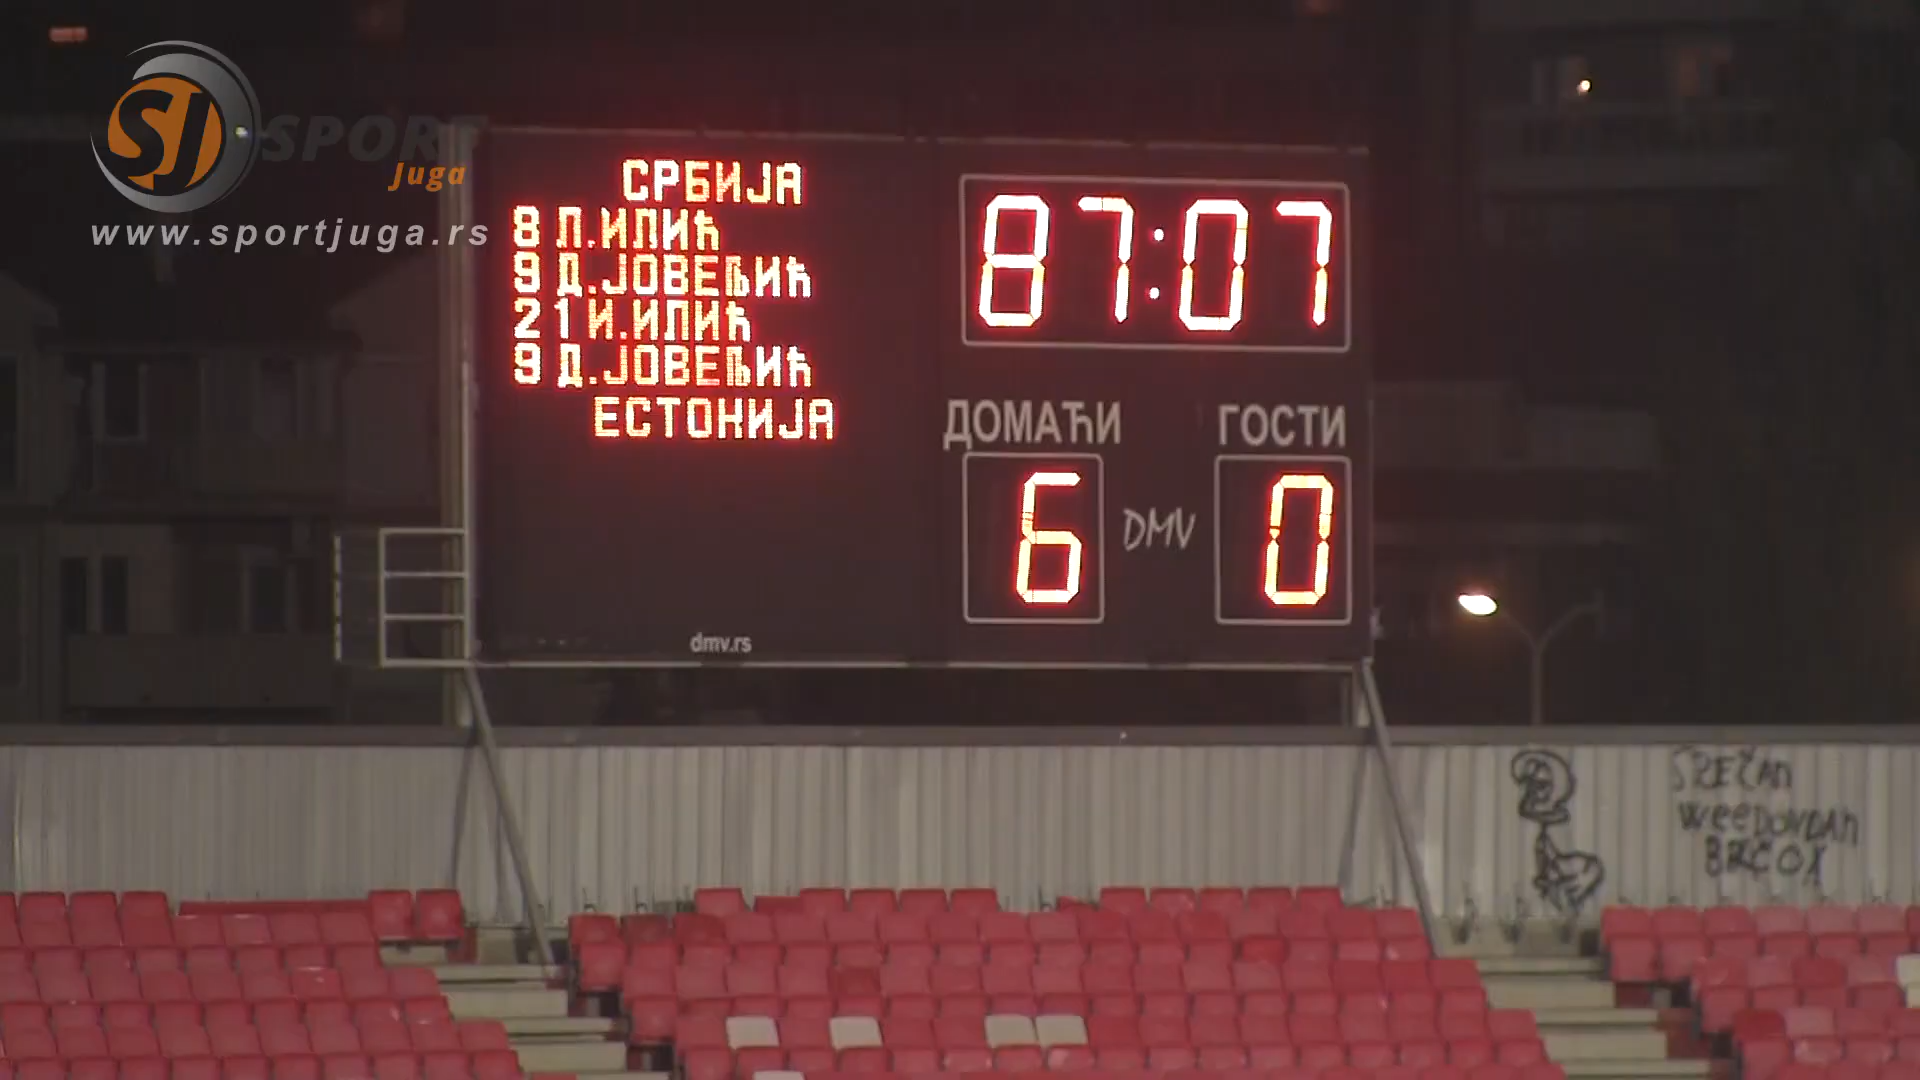 SJ SPORT
Juga
www.sportjuga.rs
СРБИЈА
8 Л.ИЛИЋ
9 Д.ЈОВЕЉИЋ
21 И.ИЛИЋ
9 Д.ЈОВЕЉИЋ
ЕСТОНИЈА
87:07
ДОМАЋИ ГОСТИ
6 DMV 0
dmv.rs